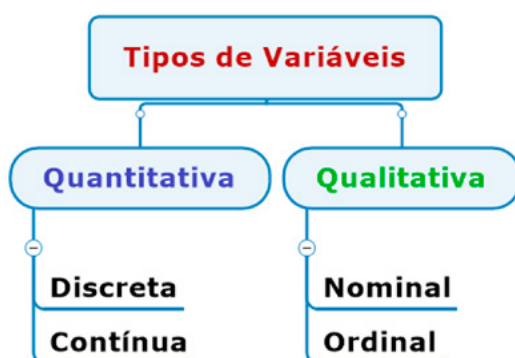 Tipos de Variáveis
Quantitativa
Qualitativa
Discreta
Contínua
Nominal
Ordinal